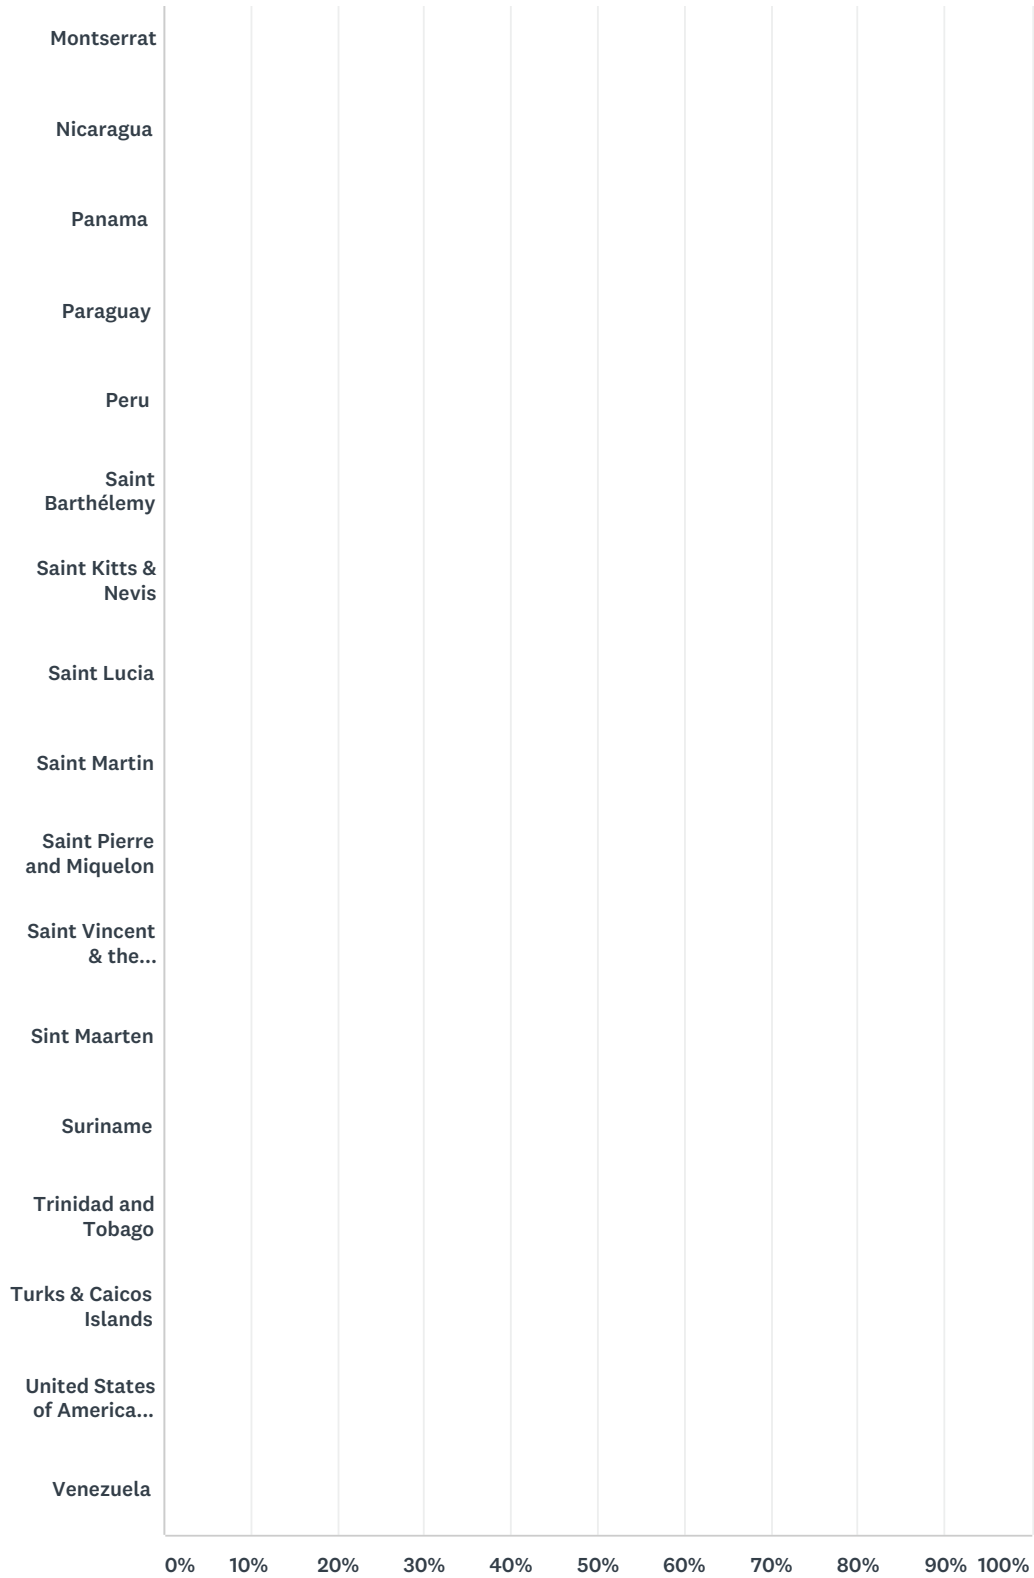 Montserrat
Nicaragua
Panama
Paraguay
Peru
Saint
Barthélemy
Saint Kitts &
Nevis
Saint Lucia
Saint Martin
Saint Pierre
and Miquelon
Saint Vincent
& the...
Sint Maarten
Suriname
Trinidad and
Tobago
Turks & Caicos
Islands
United States
of America...
Venezuela
0% 10% 20% 30% 40% 50% 60% 70% 80% 90% 100%